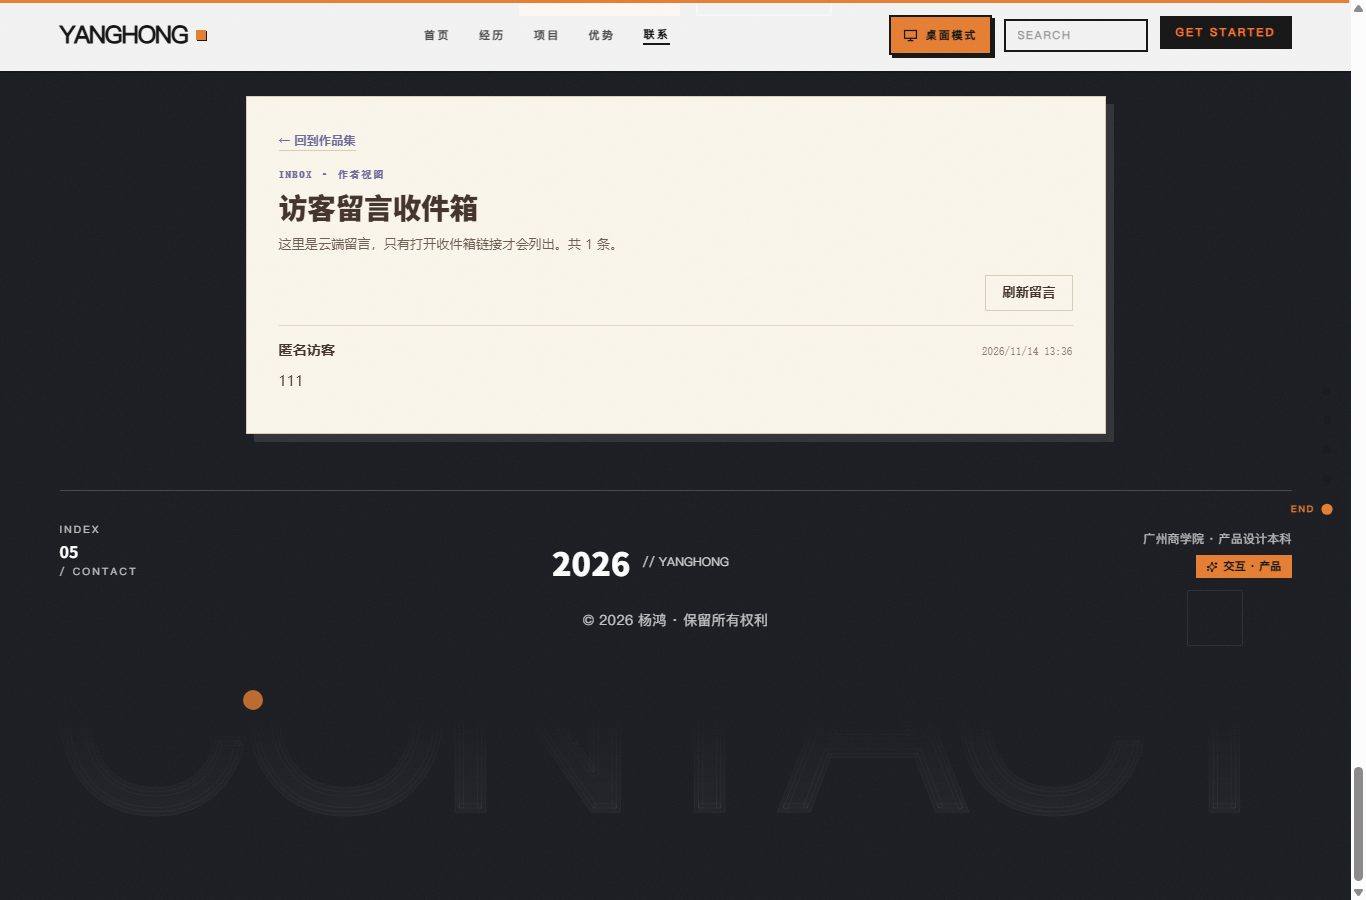 YANGHONG
首页 经历 项目 优势 联系
桌面模式
SEARCH
GET STARTED
← 回到作品集
INBOX · 作者视图
访客留言收件箱
这里是云端留言，只有打开收件箱链接才会列出。共 1 条。
刷新留言
匿名访客
2026/11/14 13:36
111
END
INDEX
05
/ CONTACT
2026 // YANGHONG
© 2026 杨鸿 · 保留所有权利
广州商学院 · 产品设计本科
交互 · 产品
CONTACT